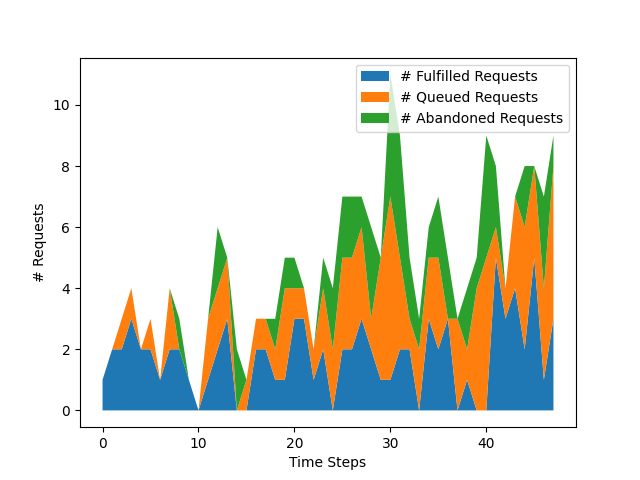 # Fulfilled Requests
# Queued Requests
# Abandoned Requests
# Requests
10
8
6
4
2
0
0 10 20 30 40
Time Steps